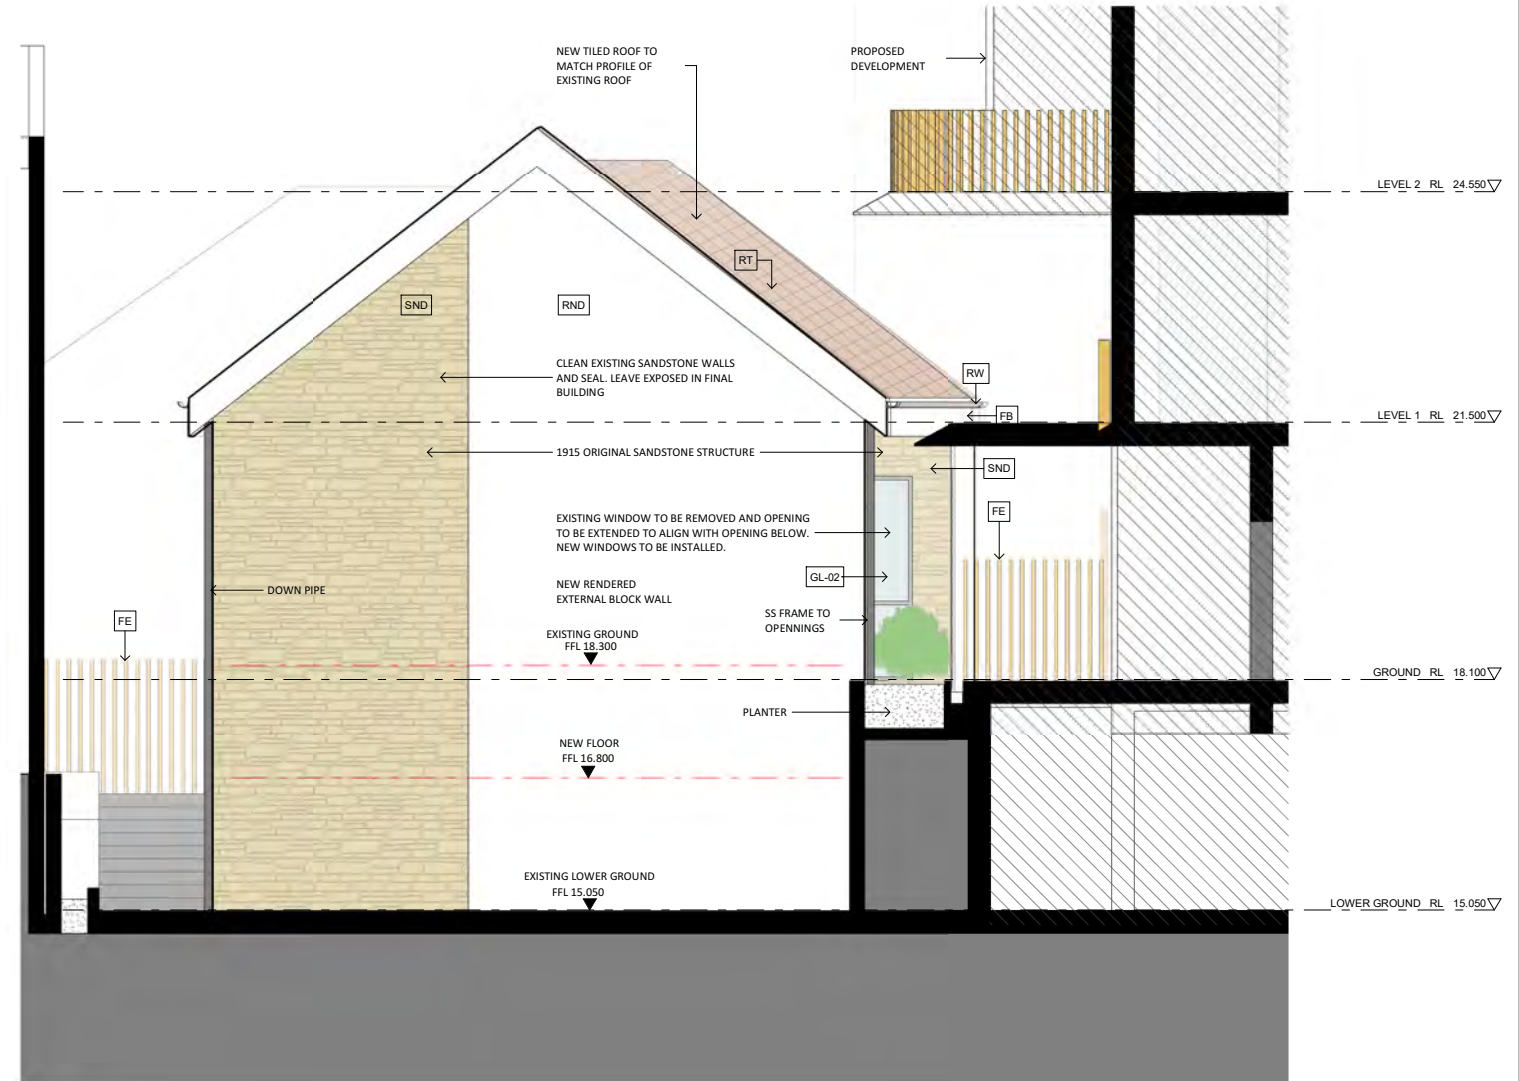 NEW TILED ROOF TO
MATCH PROFILE OF
EXISTING ROOF
PROPOSED
DEVELOPMENT
LEVEL 2 RL 24.550
RT
SND
RND
CLEAN EXISTING SANDSTONE WALLS
AND SEAL. LEAVE EXPOSED IN FINAL
BUILDING
RW
FB
LEVEL 1 RL 21.500
1915 ORIGINAL SANDSTONE STRUCTURE
SND
FE
EXISTING WINDOW TO BE REMOVED AND OPENING
TO BE EXTENDED TO ALIGN WITH OPENING BELOW.
NEW WINDOWS TO BE INSTALLED.
GL-02
DOWN PIPE
NEW RENDERED
EXTERNAL BLOCK WALL
SS FRAME TO
OPENNINGS
FE
EXISTING GROUND
FFL 18.300
GROUND RL 18.100
PLANTER
NEW FLOOR
FFL 16.800
EXISTING LOWER GROUND
FFL 15.050
LOWER GROUND RL 15.050